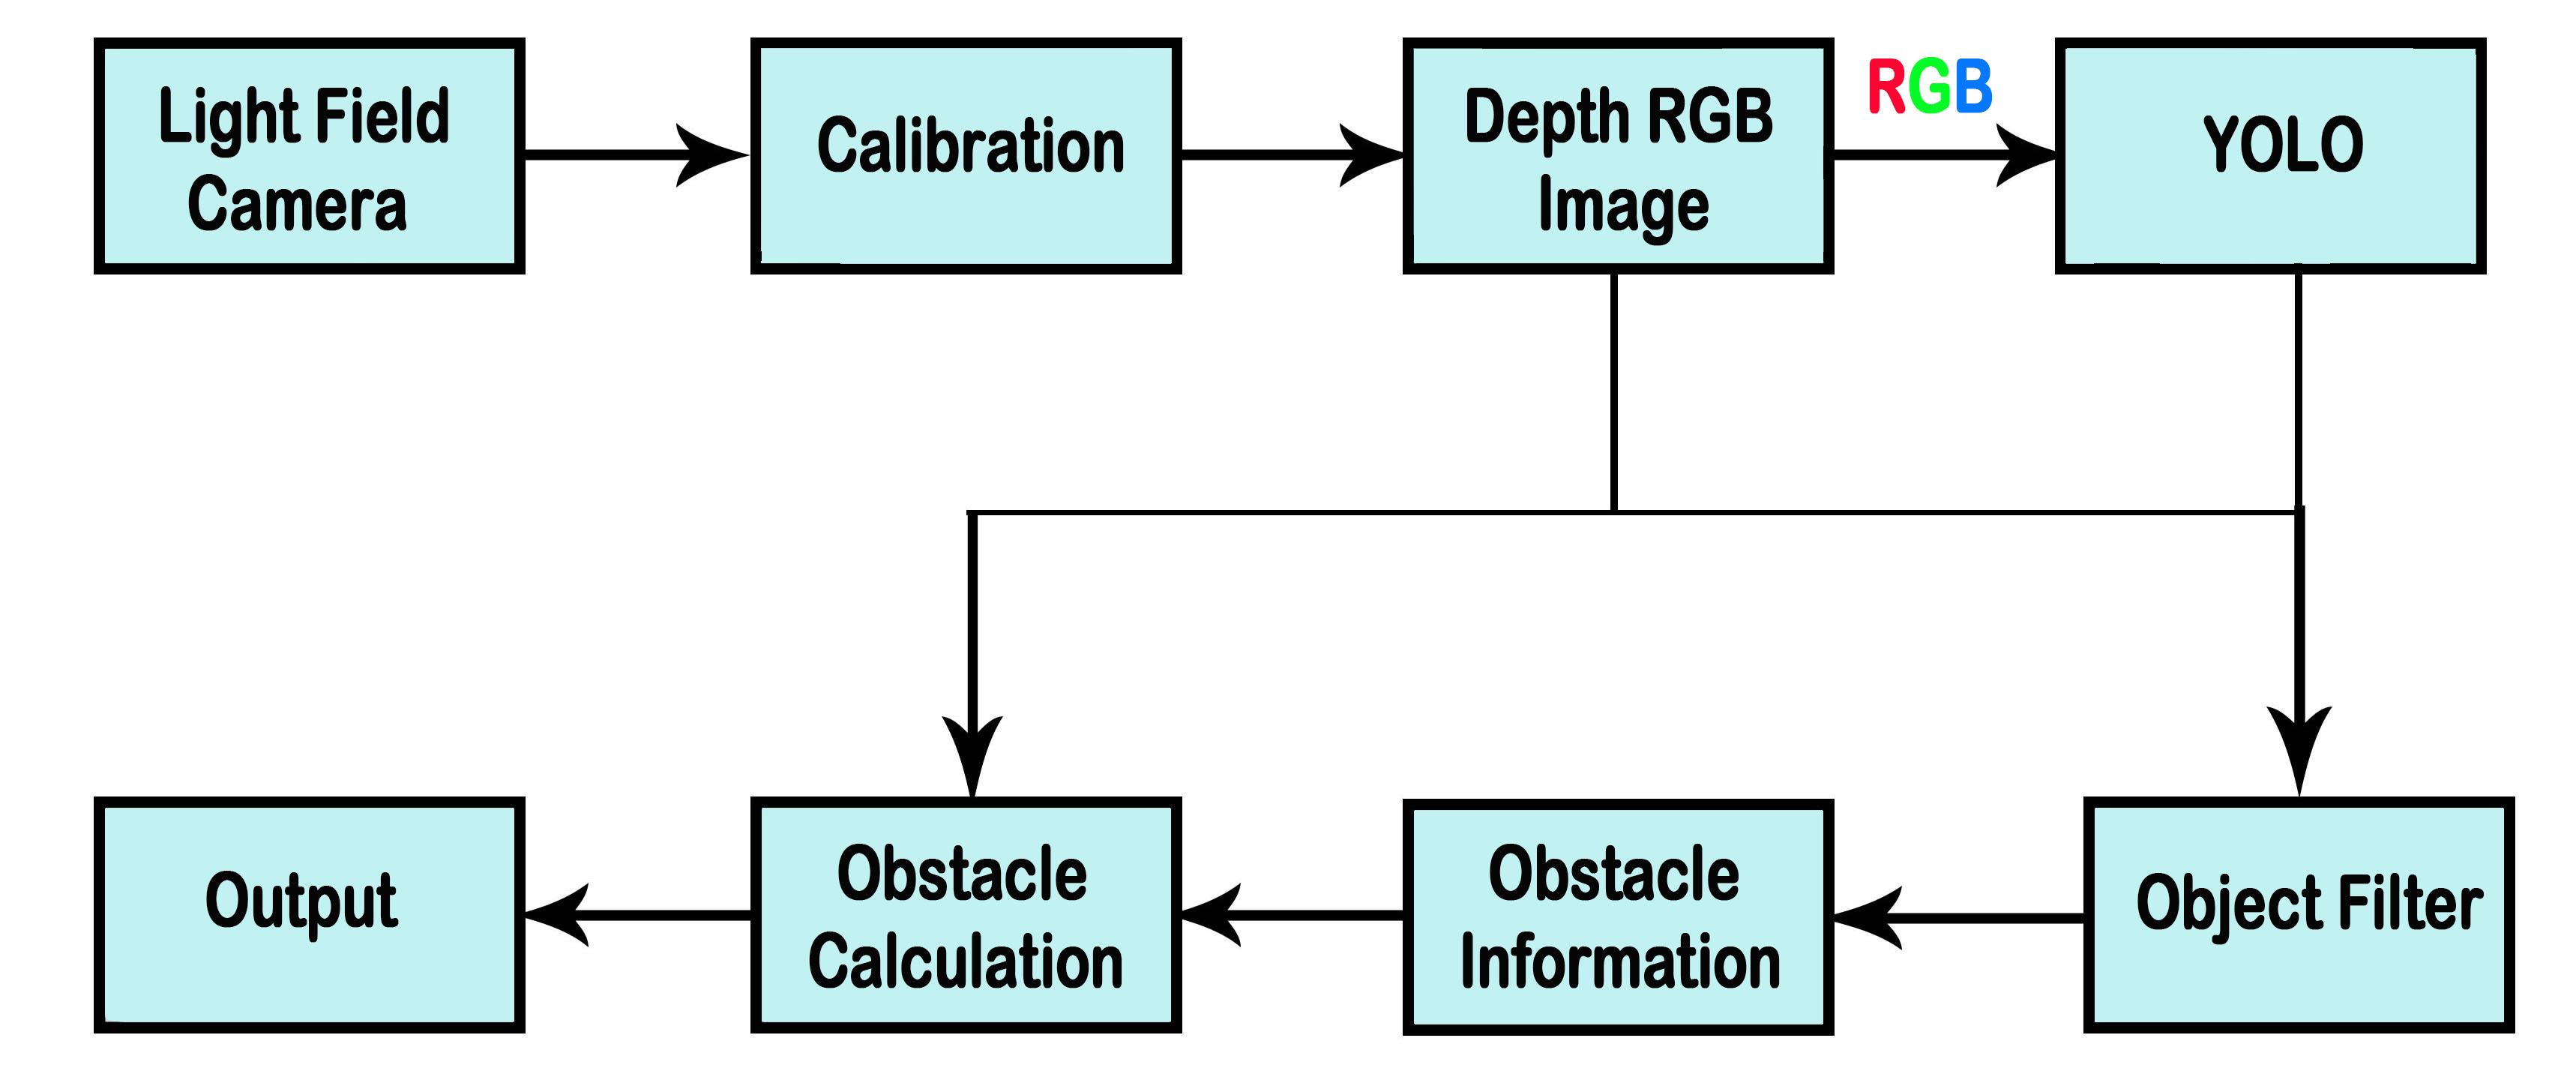 Light Field
Camera
Calibration
Depth RGB
Image
RGB
YOLO
Output
Obstacle
Calculation
Obstacle
Information
Object Filter